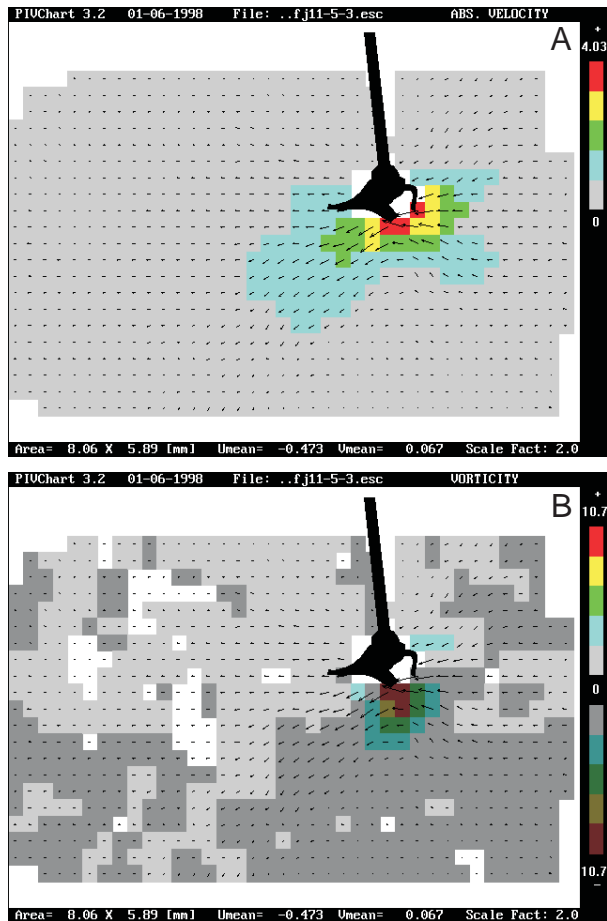 PIVChart 3.2 01-06-1998 File: ..fj11-5-3.esc ABS. VELOCITY
A
+
4.03
0
Area= 8.06 X 5.89 [mm] Umean= -0.473 Vmean= 0.067 Scale Fact: 2.0
PIVChart 3.2 01-06-1998 File: ..fj11-5-3.esc VORTICITY
B
+
10.7
0
10.7
−
Area= 8.06 X 5.89 [mm] Umean= -0.473 Vmean= 0.067 Scale Fact: 2.0